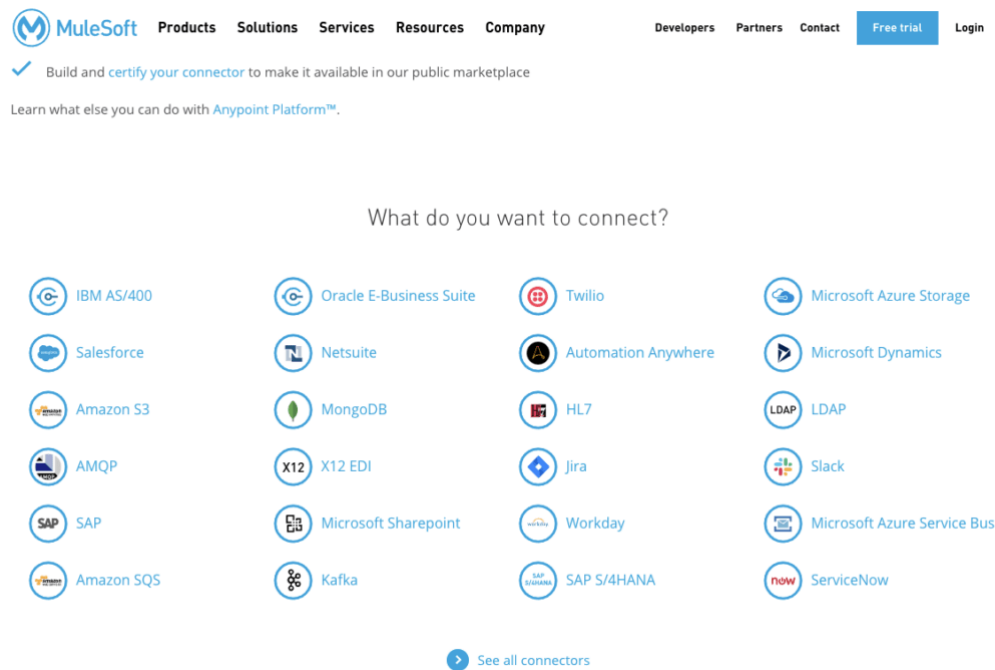 MuleSoft Products Solutions Services Resources Company Developers Partners Contact Free trial Login
Build and certify your connector to make it available in our public marketplace
Learn what else you can do with Anypoint Platform™.
What do you want to connect?
IBM AS/400 Oracle E-Business Suite Twilio Microsoft Azure Storage
Salesforce Netsuite Automation Anywhere Microsoft Dynamics
Amazon S3 MongoDB HL7 LDAP LDAP
AMQP X12 X12 EDI Jira Slack
SAP SAP Microsoft Sharepoint workday Workday Microsoft Azure Service Bus
Amazon SQS Kafka SAP S/4HANA SAP S/4HANA now ServiceNow
See all connectors